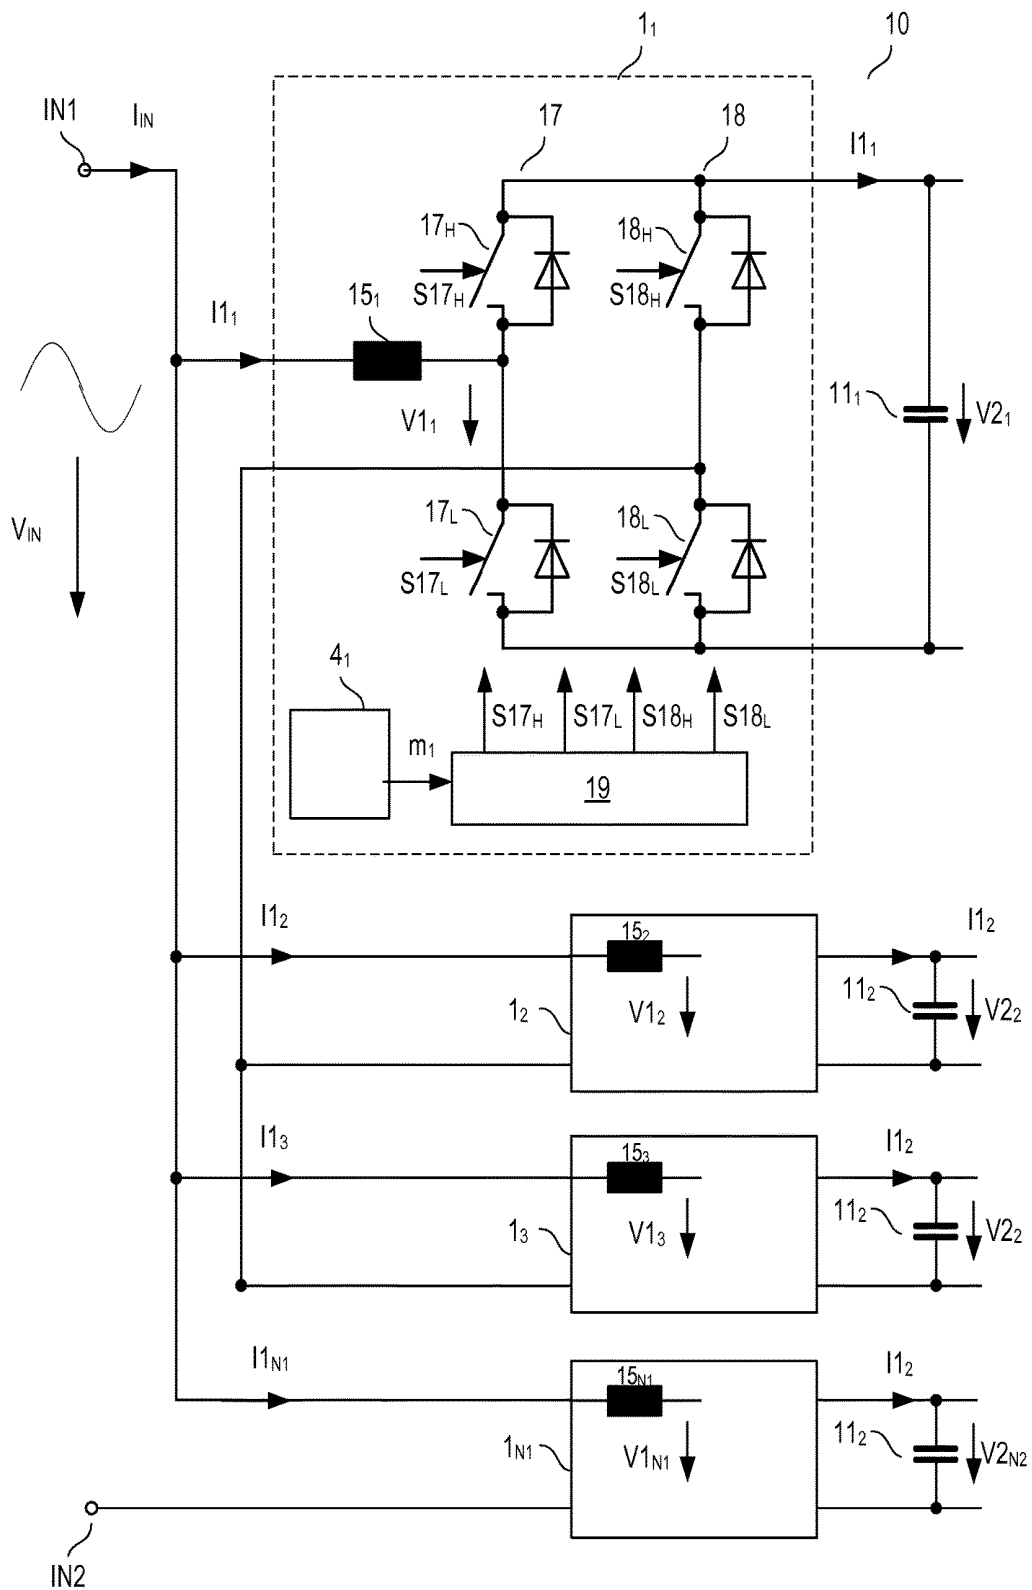 1₁ 10
IN1 I_IN 17 18 I1₁
17_H 18_H
S17_H S18_H
I1₁ 15₁
V1₁ 11₁ V2₁
17_L 18_L
V_IN
S17_L S18_L
4₁
S17_H S17_L S18_H S18_L
m₁
19
I1₂ 15₂ I1₂
1₂ V1₂ 11₂ V2₂
I1₃ 15₃ I1₂
1₃ V1₃ 11₂ V2₂
I1_N1 15_N1 I1₂
1_N1 V1_N1 11₂ V2_N2
IN2